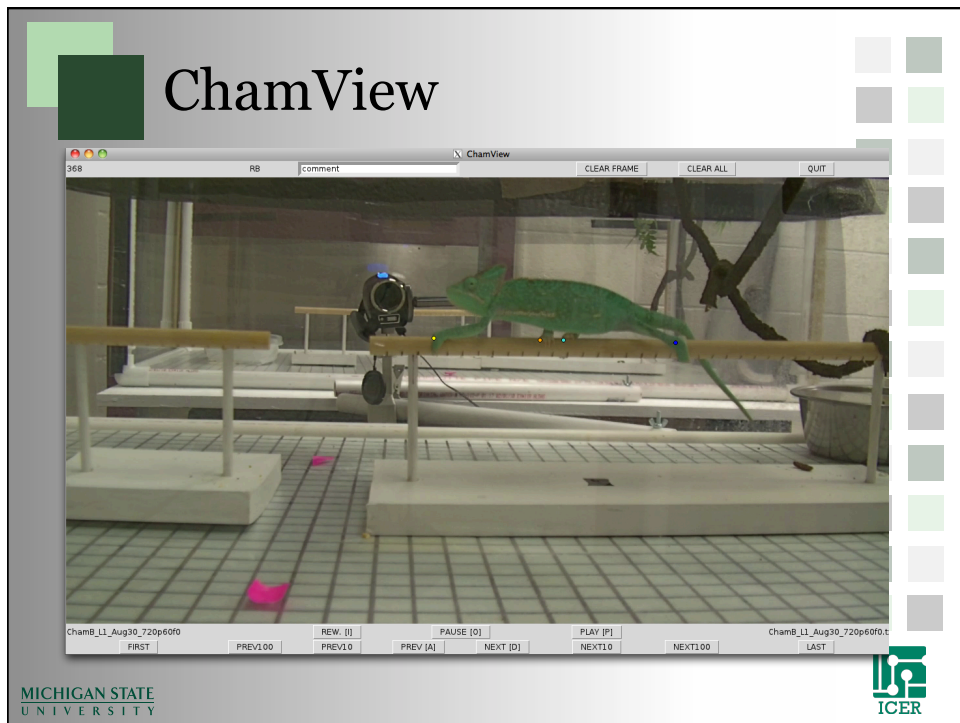 ChamView
ChamView
368 RB comment CLEAR FRAME CLEAR ALL QUIT
ChamB_L1_Aug30_720p60f0 REW. [I] PAUSE [O] PLAY [P] ChamB_L1_Aug30_720p60f0.t
FIRST PREV100 PREV10 PREV [A] NEXT [D] NEXT10 NEXT100 LAST
MICHIGAN STATE
UNIVERSITY
ICER